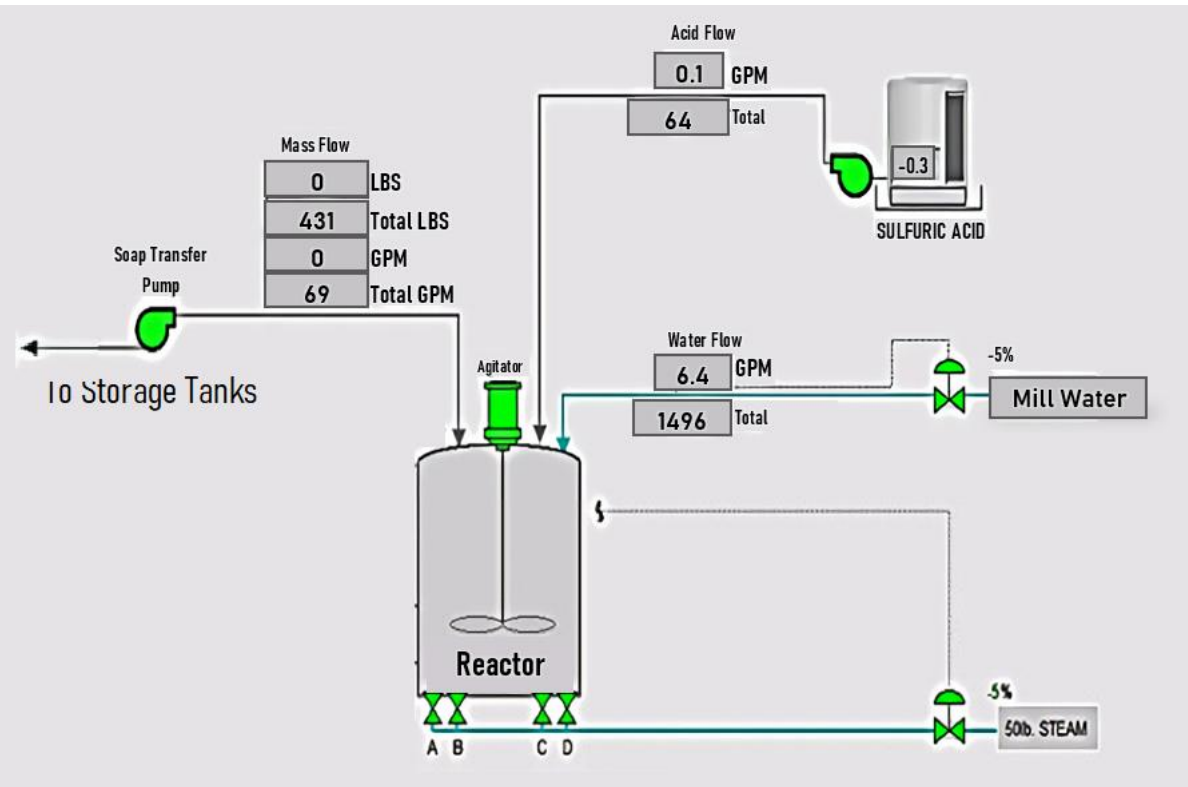 Acid Flow
0.1 GPM
64 Total
-0.3
SULFURIC ACID
Mass Flow
0 LBS
431 Total LBS
0 GPM
69 Total GPM
Soap Transfer
Pump
To Storage Tanks
Agitator
Water Flow
6.4 GPM
1496 Total
-5%
Mill Water
Reactor
A B C D
-5%
50lb. STEAM